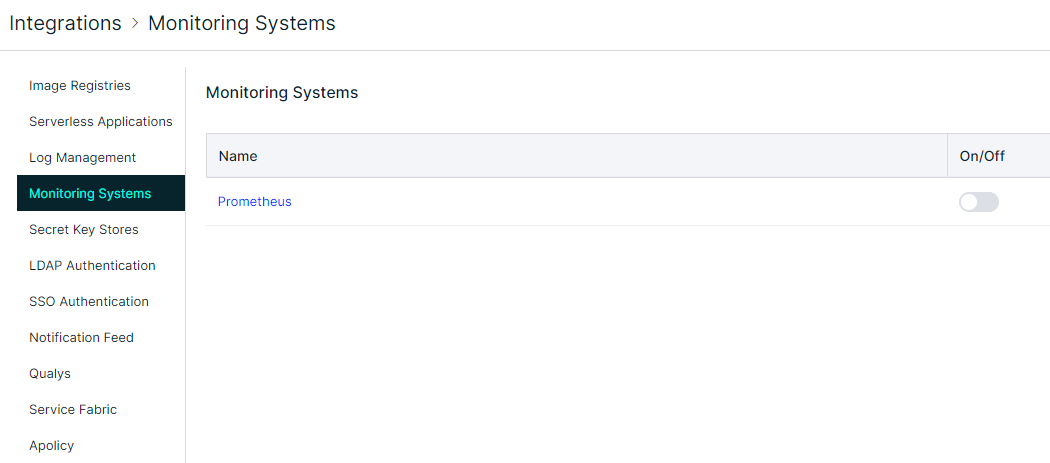 Integrations > Monitoring Systems
Image Registries
Serverless Applications
Log Management
Monitoring Systems
Secret Key Stores
LDAP Authentication
SSO Authentication
Notification Feed
Qualys
Service Fabric
Apolicy
Monitoring Systems
Name On/Off
Prometheus